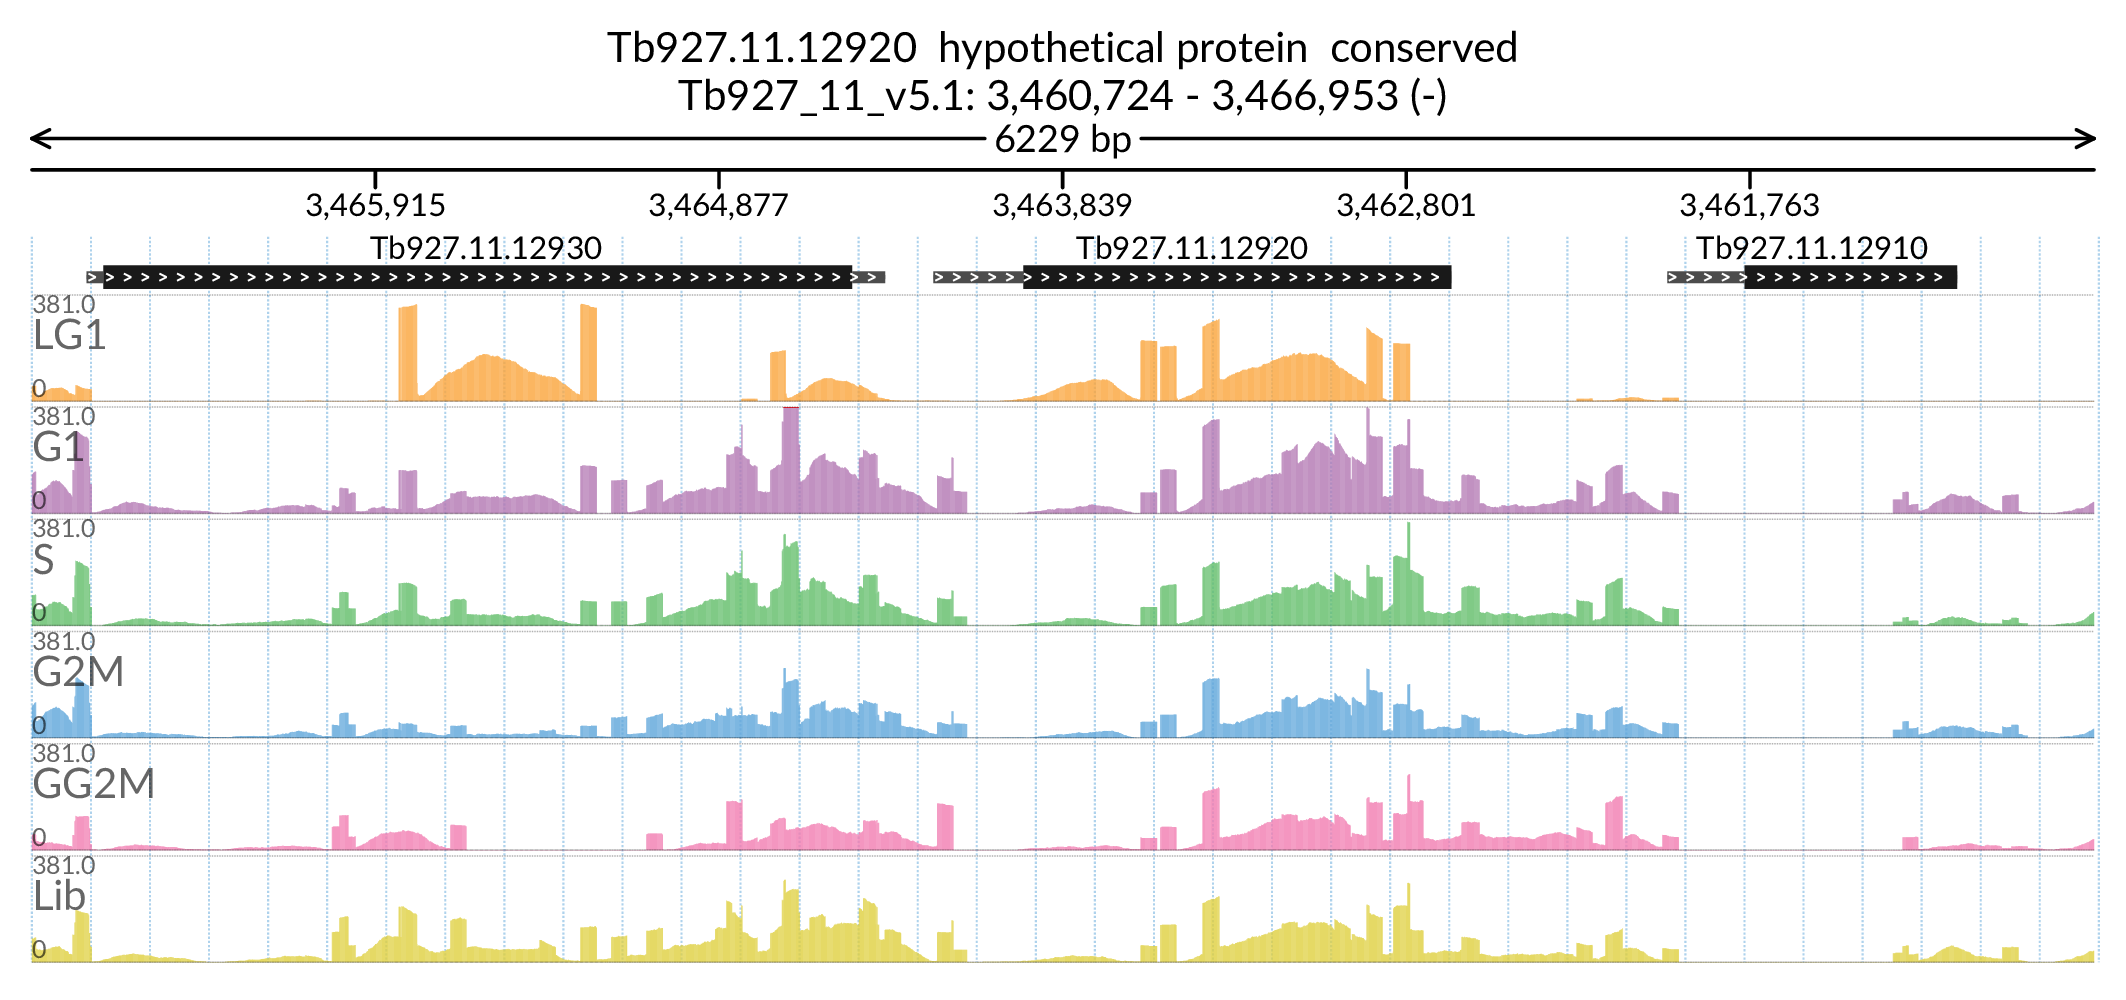 Tb927.11.12920 hypothetical protein conserved
Tb927_11_v5.1: 3,460,724 - 3,466,953 (-)
6229 bp
3,465,915 3,464,877 3,463,839 3,462,801 3,461,763
Tb927.11.12930 Tb927.11.12920 Tb927.11.12910
381.0
LG1
0
381.0
G1
0
381.0
S
0
381.0
G2M
0
381.0
GG2M
0
381.0
Lib
0